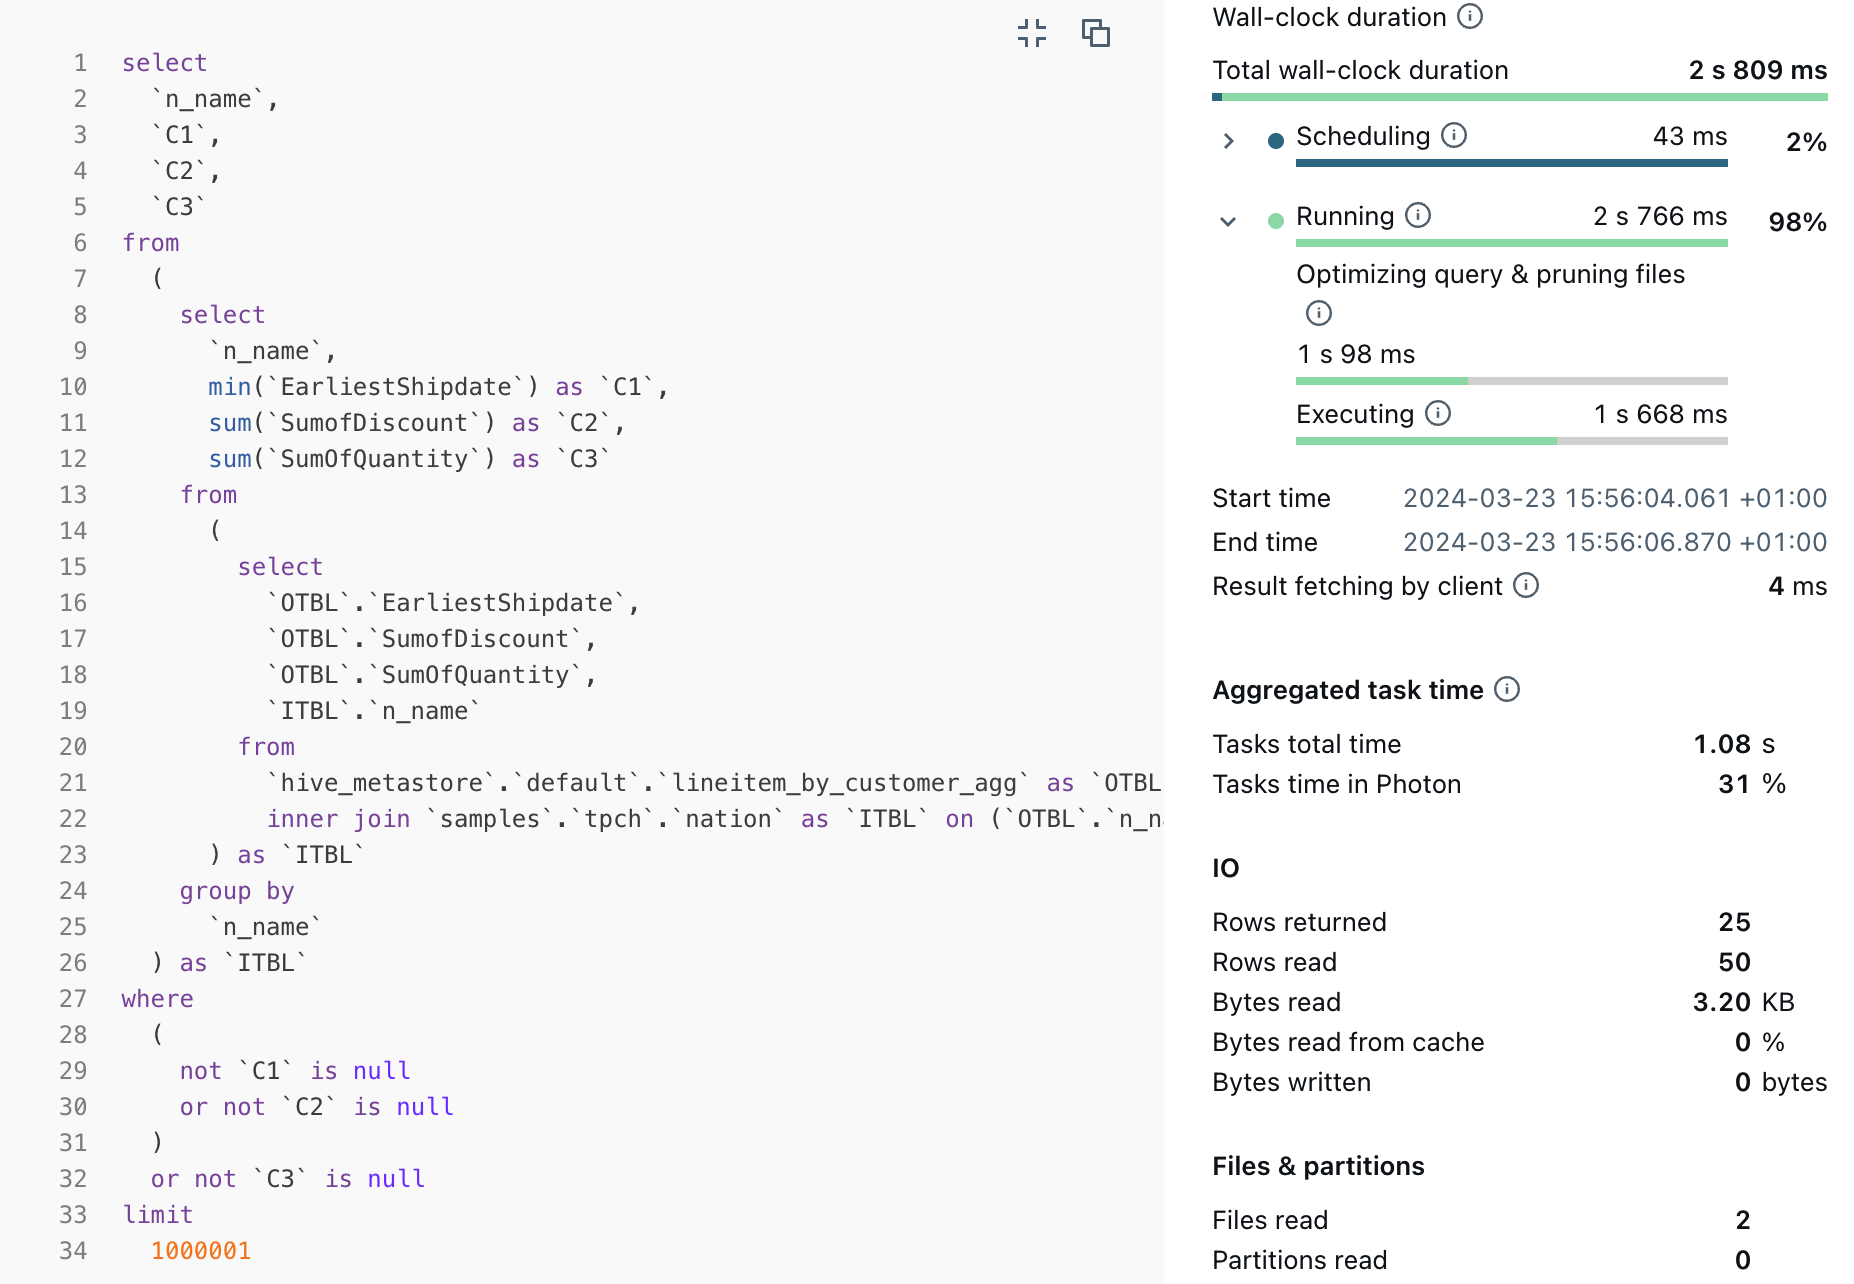 1 select
2 `n_name`,
3 `C1`,
4 `C2`,
5 `C3`
6 from
7 (
8 select
9 `n_name`,
10 min(`EarliestShipdate`) as `C1`,
11 sum(`SumofDiscount`) as `C2`,
12 sum(`SumOfQuantity`) as `C3`
13 from
14 (
15 select
16 `OTBL`.`EarliestShipdate`,
17 `OTBL`.`SumofDiscount`,
18 `OTBL`.`SumOfQuantity`,
19 `ITBL`.`n_name`
20 from
21 `hive_metastore`.`default`.`lineitem_by_customer_agg` as `OTBL
22 inner join `samples`.`tpch`.`nation` as `ITBL` on (`OTBL`.`n_n
23 ) as `ITBL`
24 group by
25 `n_name`
26 ) as `ITBL`
27 where
28 (
29 not `C1` is null
30 or not `C2` is null
31 )
32 or not `C3` is null
33 limit
34 1000001
Wall-clock duration
Total wall-clock duration 2 s 809 ms
Scheduling 43 ms 2%
Running 2 s 766 ms 98%
Optimizing query & pruning files
1 s 98 ms
Executing 1 s 668 ms
Start time 2024-03-23 15:56:04.061 +01:00
End time 2024-03-23 15:56:06.870 +01:00
Result fetching by client 4 ms
Aggregated task time
Tasks total time 1.08 s
Tasks time in Photon 31 %
IO
Rows returned 25
Rows read 50
Bytes read 3.20 KB
Bytes read from cache 0 %
Bytes written 0 bytes
Files & partitions
Files read 2
Partitions read 0